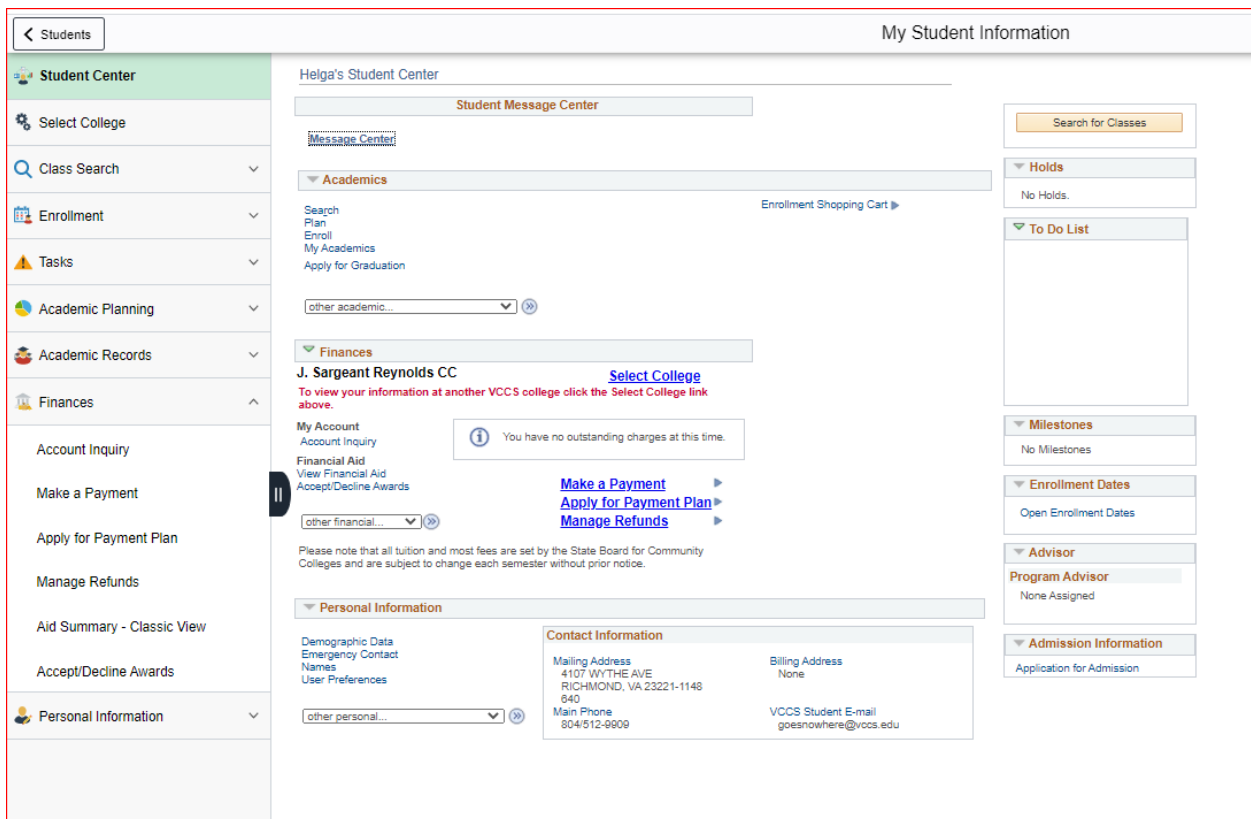 Students
My Student Information
Student Center
Select College
Class Search
Enrollment
Tasks
Academic Planning
Academic Records
Finances
Account Inquiry
Make a Payment
Apply for Payment Plan
Manage Refunds
Aid Summary - Classic View
Accept/Decline Awards
Personal Information
Helga's Student Center
Student Message Center
Message Center
Academics
Search
Plan
Enroll
My Academics
Apply for Graduation
Enrollment Shopping Cart
other academic...
Finances
J. Sargeant Reynolds CC
Select College
To view your information at another VCCS college click the Select College link
above.
My Account
Account Inquiry
You have no outstanding charges at this time.
Financial Aid
View Financial Aid
Accept/Decline Awards
Make a Payment
Apply for Payment Plan
Manage Refunds
other financial...
Please note that all tuition and most fees are set by the State Board for Community
Colleges and are subject to change each semester without prior notice.
Personal Information
Demographic Data
Emergency Contact
Names
User Preferences
other personal...
Contact Information
Mailing Address
4107 WYTHE AVE
RICHMOND, VA 23221-1148
640
Billing Address
None
Main Phone
804/512-9909
VCCS Student E-mail
goesnowhere@vccs.edu
Search for Classes
Holds
No Holds.
To Do List
Milestones
No Milestones
Enrollment Dates
Open Enrollment Dates
Advisor
Program Advisor
None Assigned
Admission Information
Application for Admission